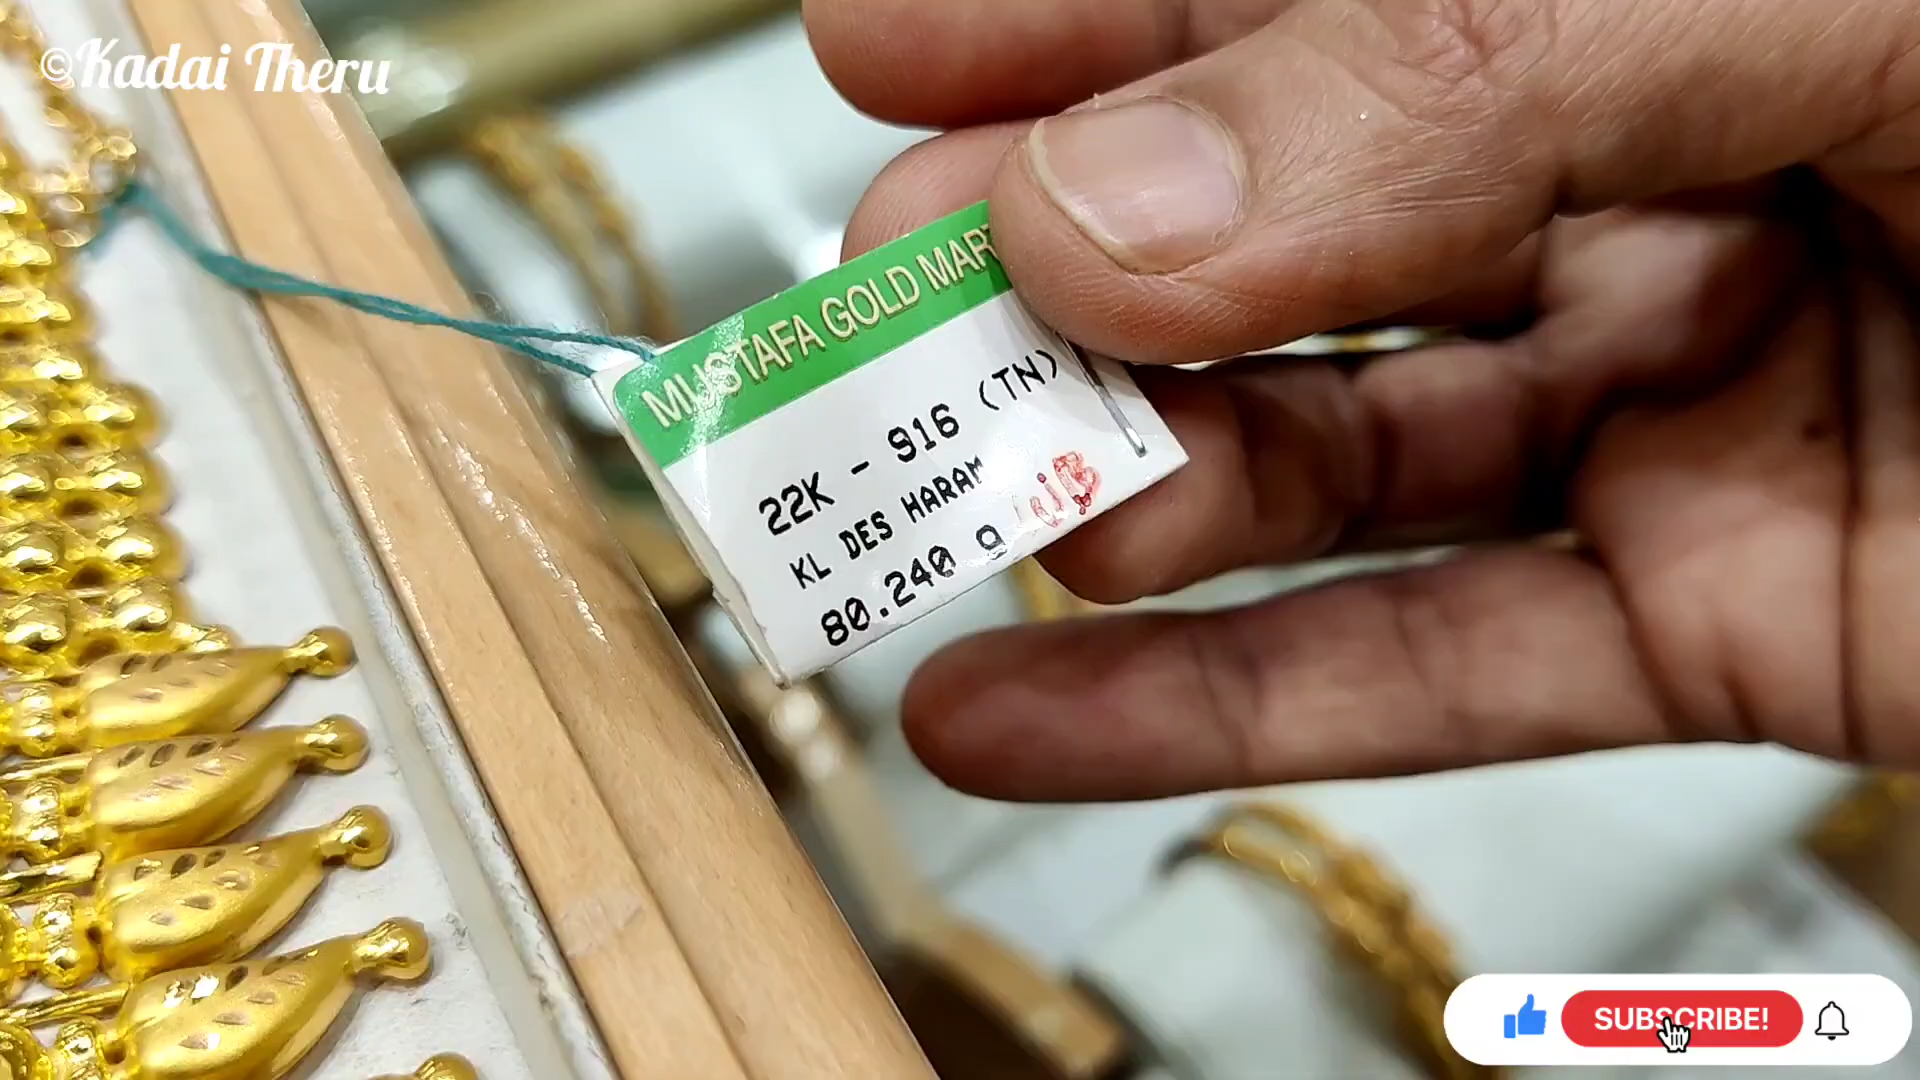 ©Kadai Theru
MUSTAFA GOLD MART
22K - 916 (TN)
KL DES HARAM
80.240 g
SUBSCRIBE!